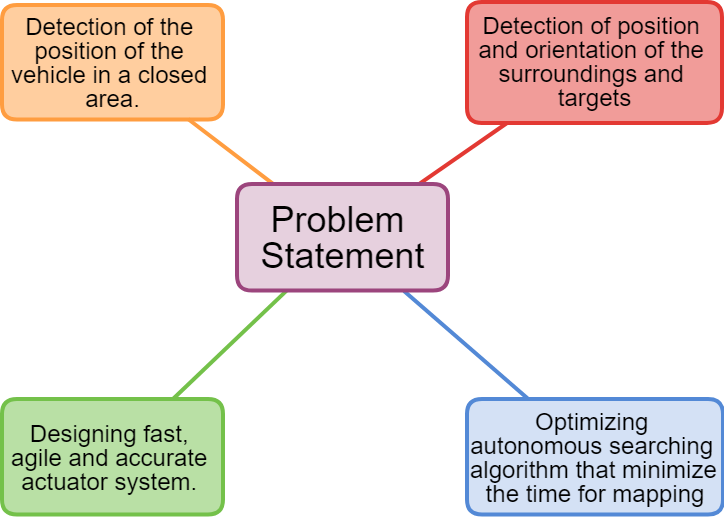 Detection of the
position of the
vehicle in a closed
area.
Detection of position
and orientation of the
surroundings and
targets
Problem
Statement
Designing fast,
agile and accurate
actuator system.
Optimizing
autonomous searching
algorithm that minimize
the time for mapping